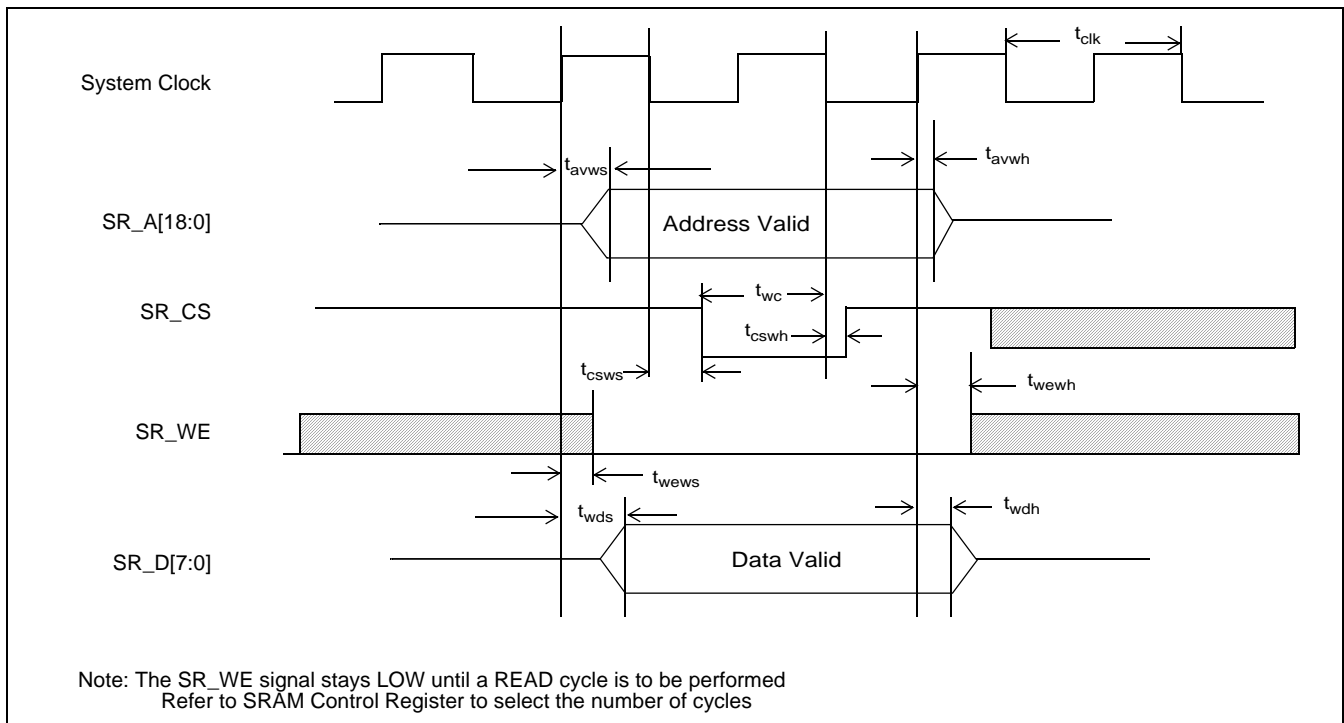 System Clock
t_clk
t_avws
t_avwh
SR_A[18:0]
Address Valid
SR_CS
t_wc
t_cswh
t_csws
t_wewh
SR_WE
t_wews
t_wds
t_wdh
SR_D[7:0]
Data Valid
Note: The SR_WE signal stays LOW until a READ cycle is to be performed
Refer to SRAM Control Register to select the number of cycles